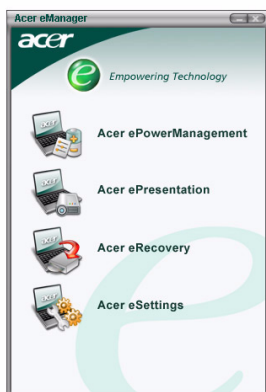 Acer eManager
acer
e Empowering Technology
Acer ePowerManagement
Acer ePresentation
Acer eRecovery
Acer eSettings